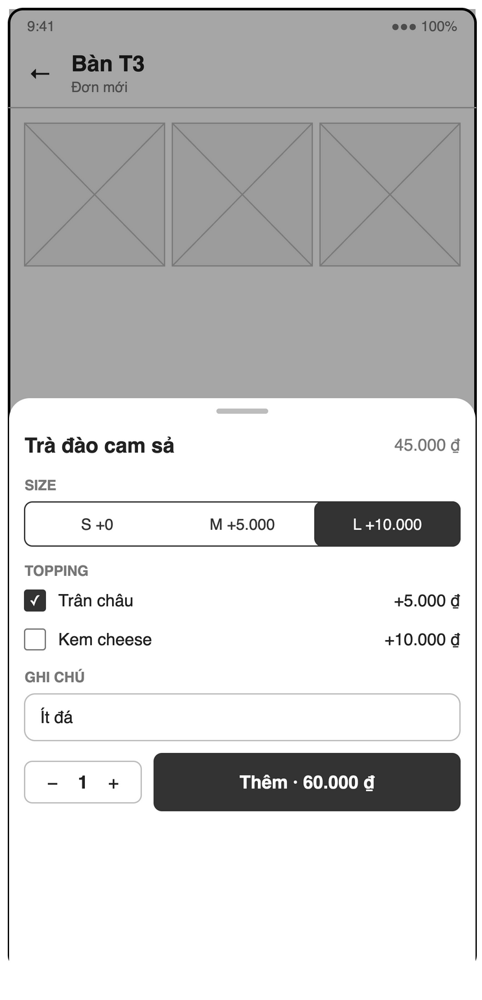 9:41 ●●● 100%
← Bàn T3
Đơn mới
Trà đào cam sả 45.000 ₫
SIZE
S +0 M +5.000 L +10.000
TOPPING
✓ Trân châu +5.000 ₫
Kem cheese +10.000 ₫
GHI CHÚ
Ít đá
− 1 + Thêm · 60.000 ₫